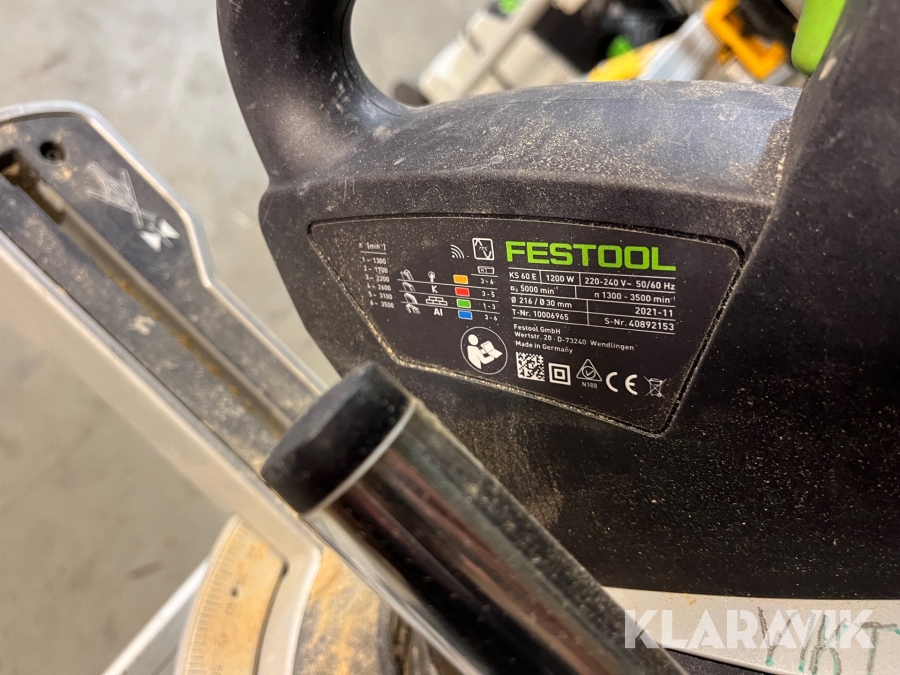 FESTOOL
KS 60 E 1200 W 220-240 V~ 50/60 Hz
n₀ 5000 min⁻¹ n 1300 - 3500 min⁻¹
Ø 216 / Ø 30 mm 2021-11
T-Nr. 10006965 S-Nr. 40892153
Festool GmbH
Wertstr. 20 · D-73240 Wendlingen
Made in Germany
N188
CE
n (min⁻¹)
1 - 1300
2 - 1700
3 - 2200
4 - 2600
5 - 3100
6 - 3500
3-6
K 3-5
1-3
Al 3-6
KLARAVIK